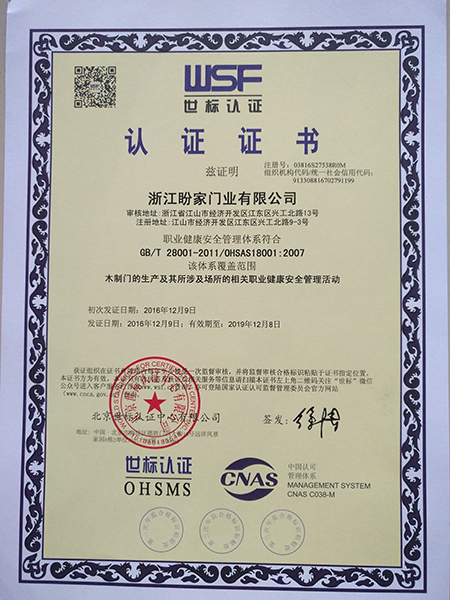 WSF
世标认证
认证证书
兹证明
注册号: 03816S27538R0M
组织机构代码/统一社会信用代码:
913308816702791199
浙江盼家门业有限公司
审核地址:浙江省江山市经济开发区江东区兴工北路13号
注册地址:江山市经济开发区江东区兴工北路9-3号
职业健康安全管理体系符合
GB/T 28001-2011/OHSAS18001:2007
该体系覆盖范围
木制门的生产及其所涉及场所的相关职业健康安全管理活动
初次发证日期: 2016年12月9日
发证日期: 2016年12月9日; 有效期至: 2019年12月8日
北京世标认证中心有限公司
签发:
世标认证
OHSMS
CNAS
中国认可
管理体系
MANAGEMENT SYSTEM
CNAS C038-M